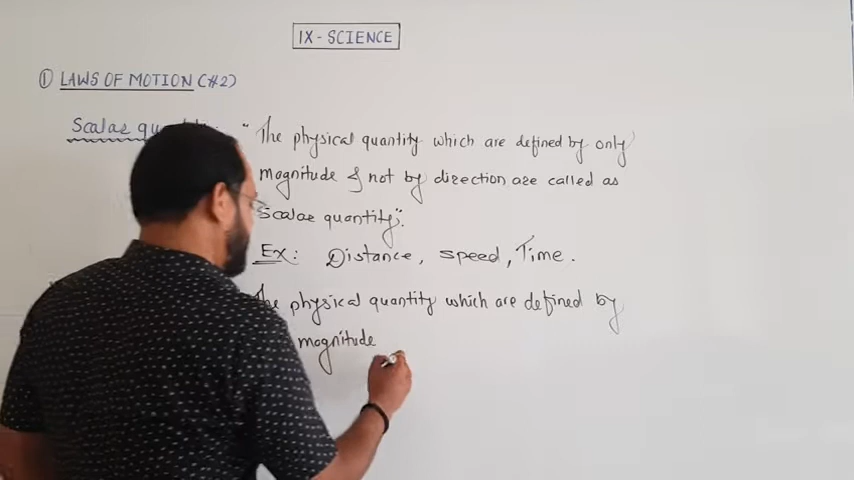 IX-SCIENCE
① LAWS OF MOTION (#2)
Scalar "The physical quantity which are defined by only
magnitude & not by direction are called as
Scalar quantity".
Ex: Distance, speed, Time.
The physical quantity which are defined by
magnitude